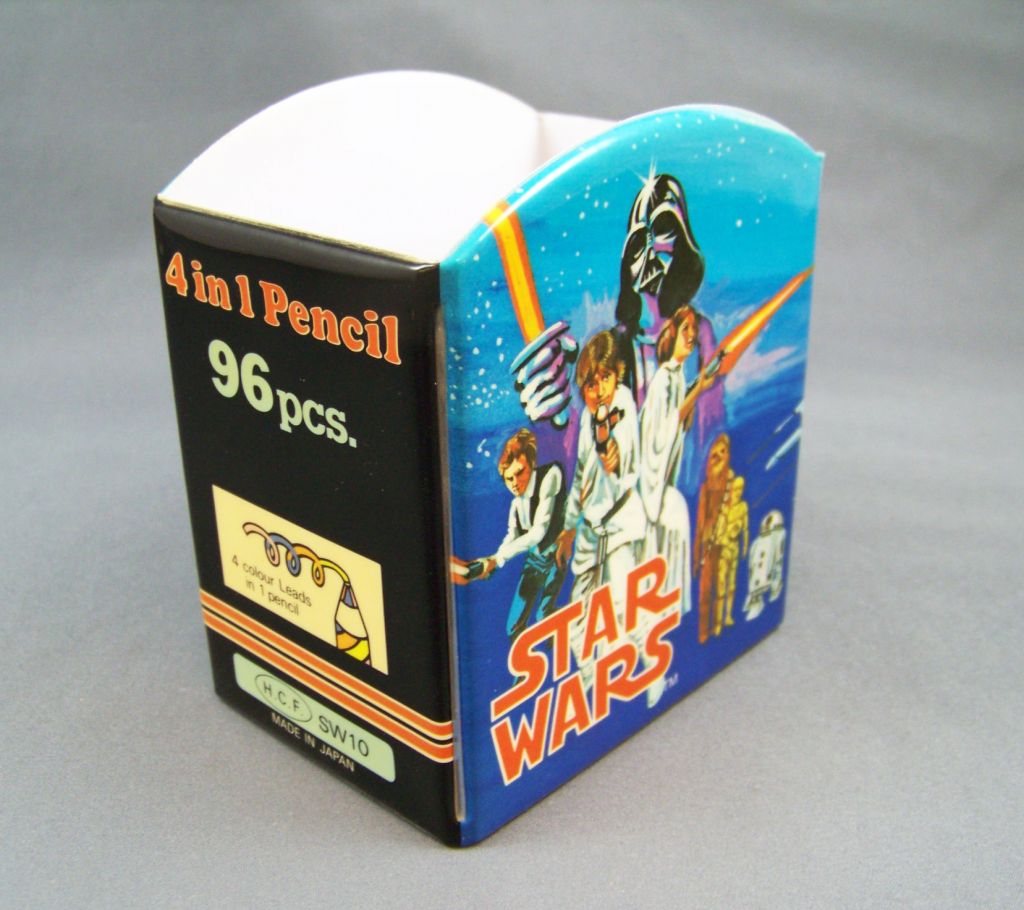 4 in 1 Pencil
96 pcs.
4 colour Leads
in 1 pencil
H.C.F. SW10
MADE IN JAPAN
STAR
WARS TM